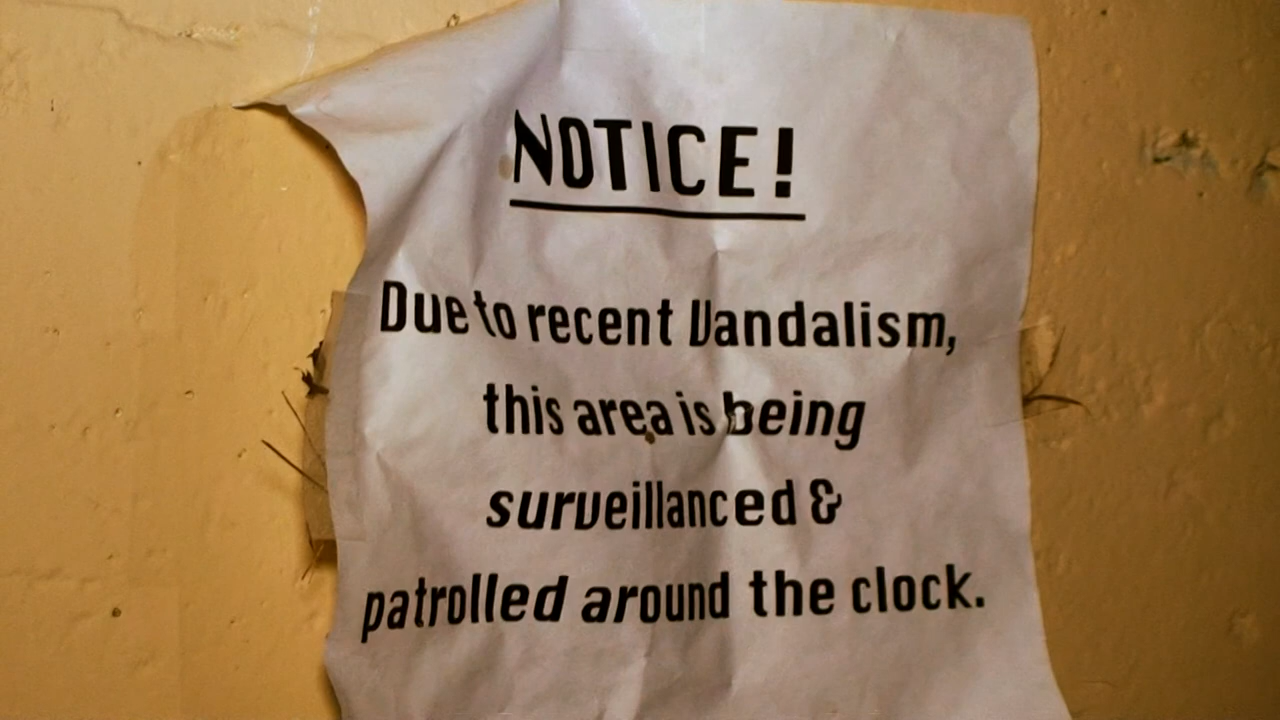 NOTICE!
Due to recent Vandalism,
this area is being
surveillanced &
patrolled around the clock.